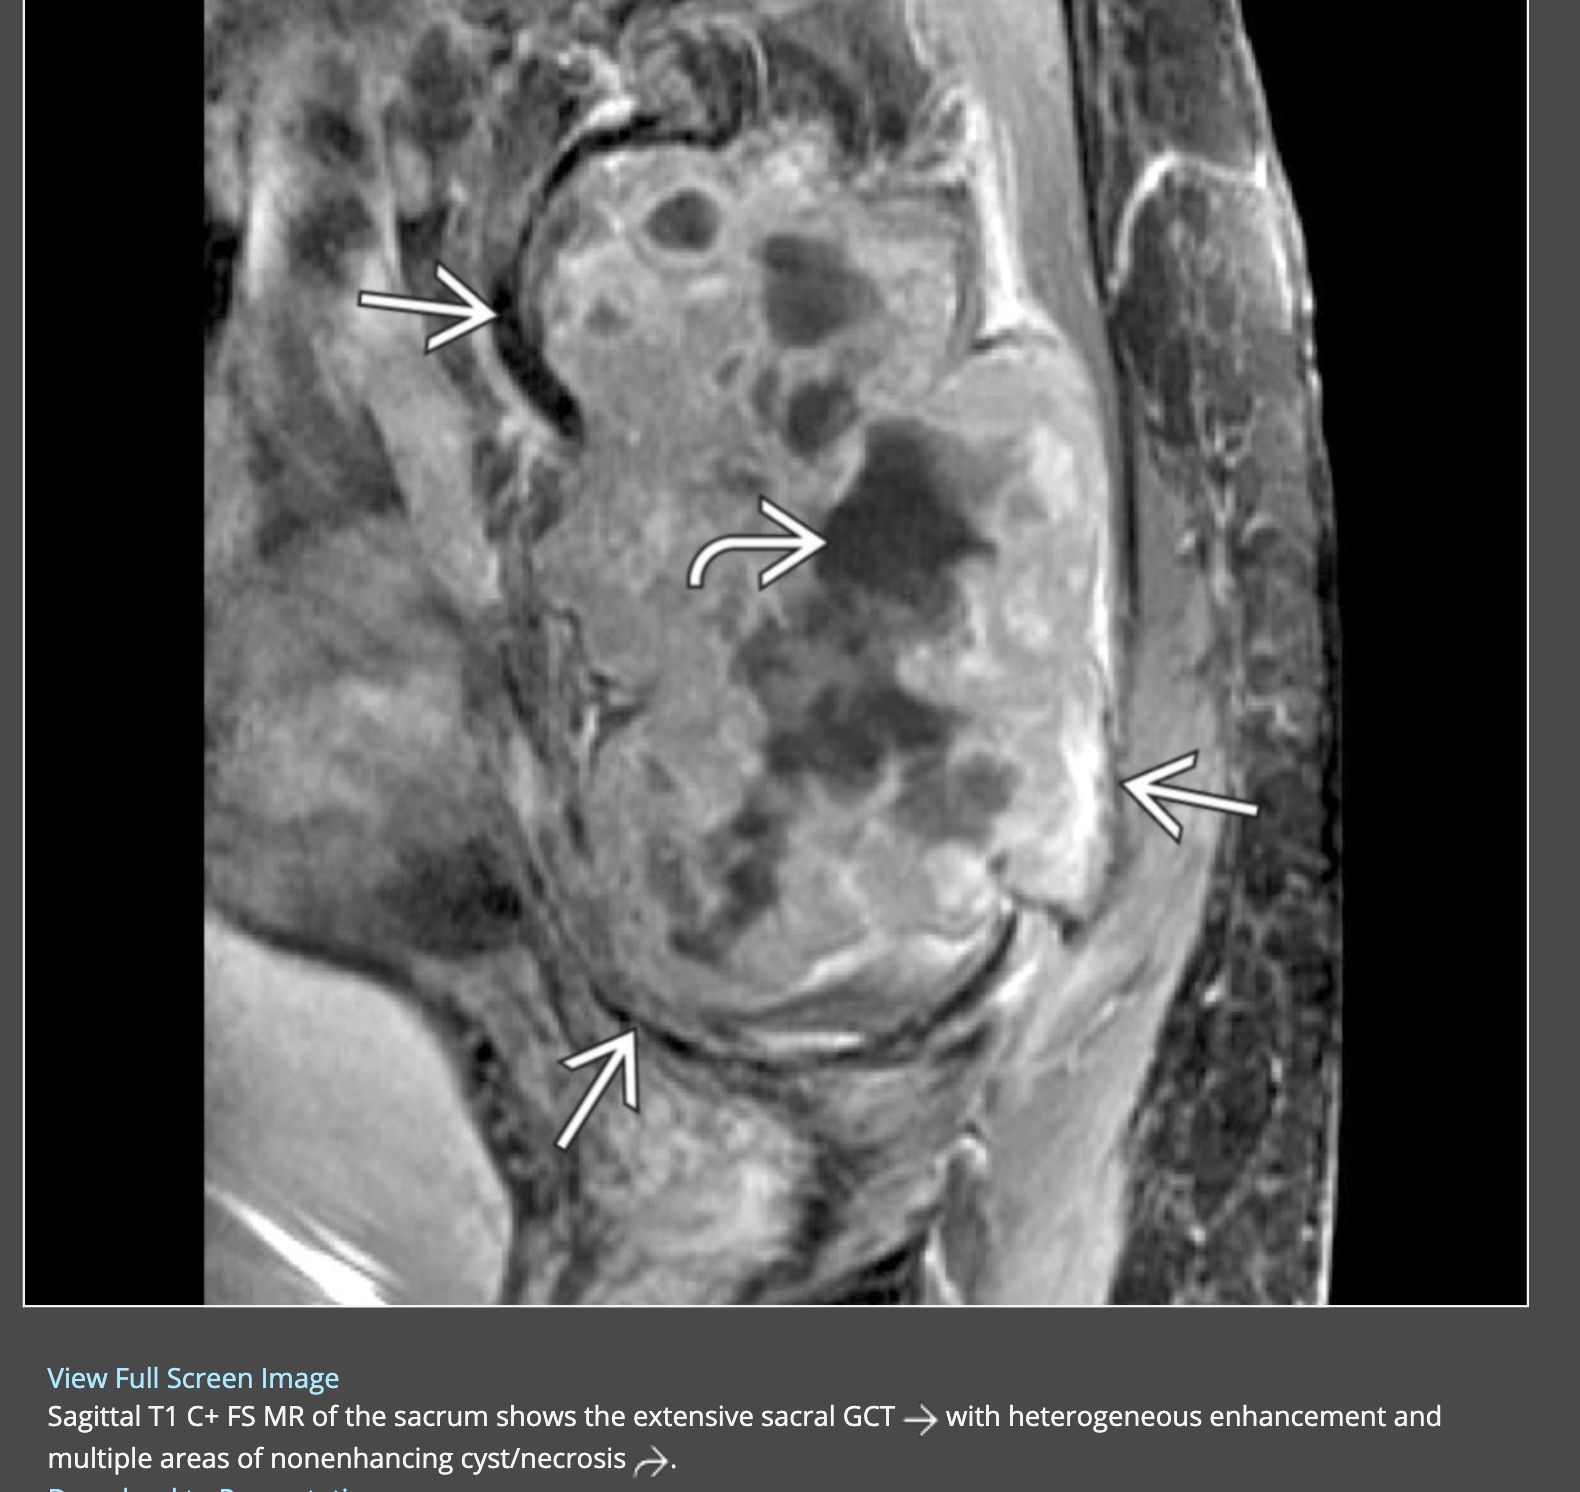 View Full Screen Image
Sagittal T1 C+ FS MR of the sacrum shows the extensive sacral GCT → with heterogeneous enhancement and
multiple areas of nonenhancing cyst/necrosis ↷.